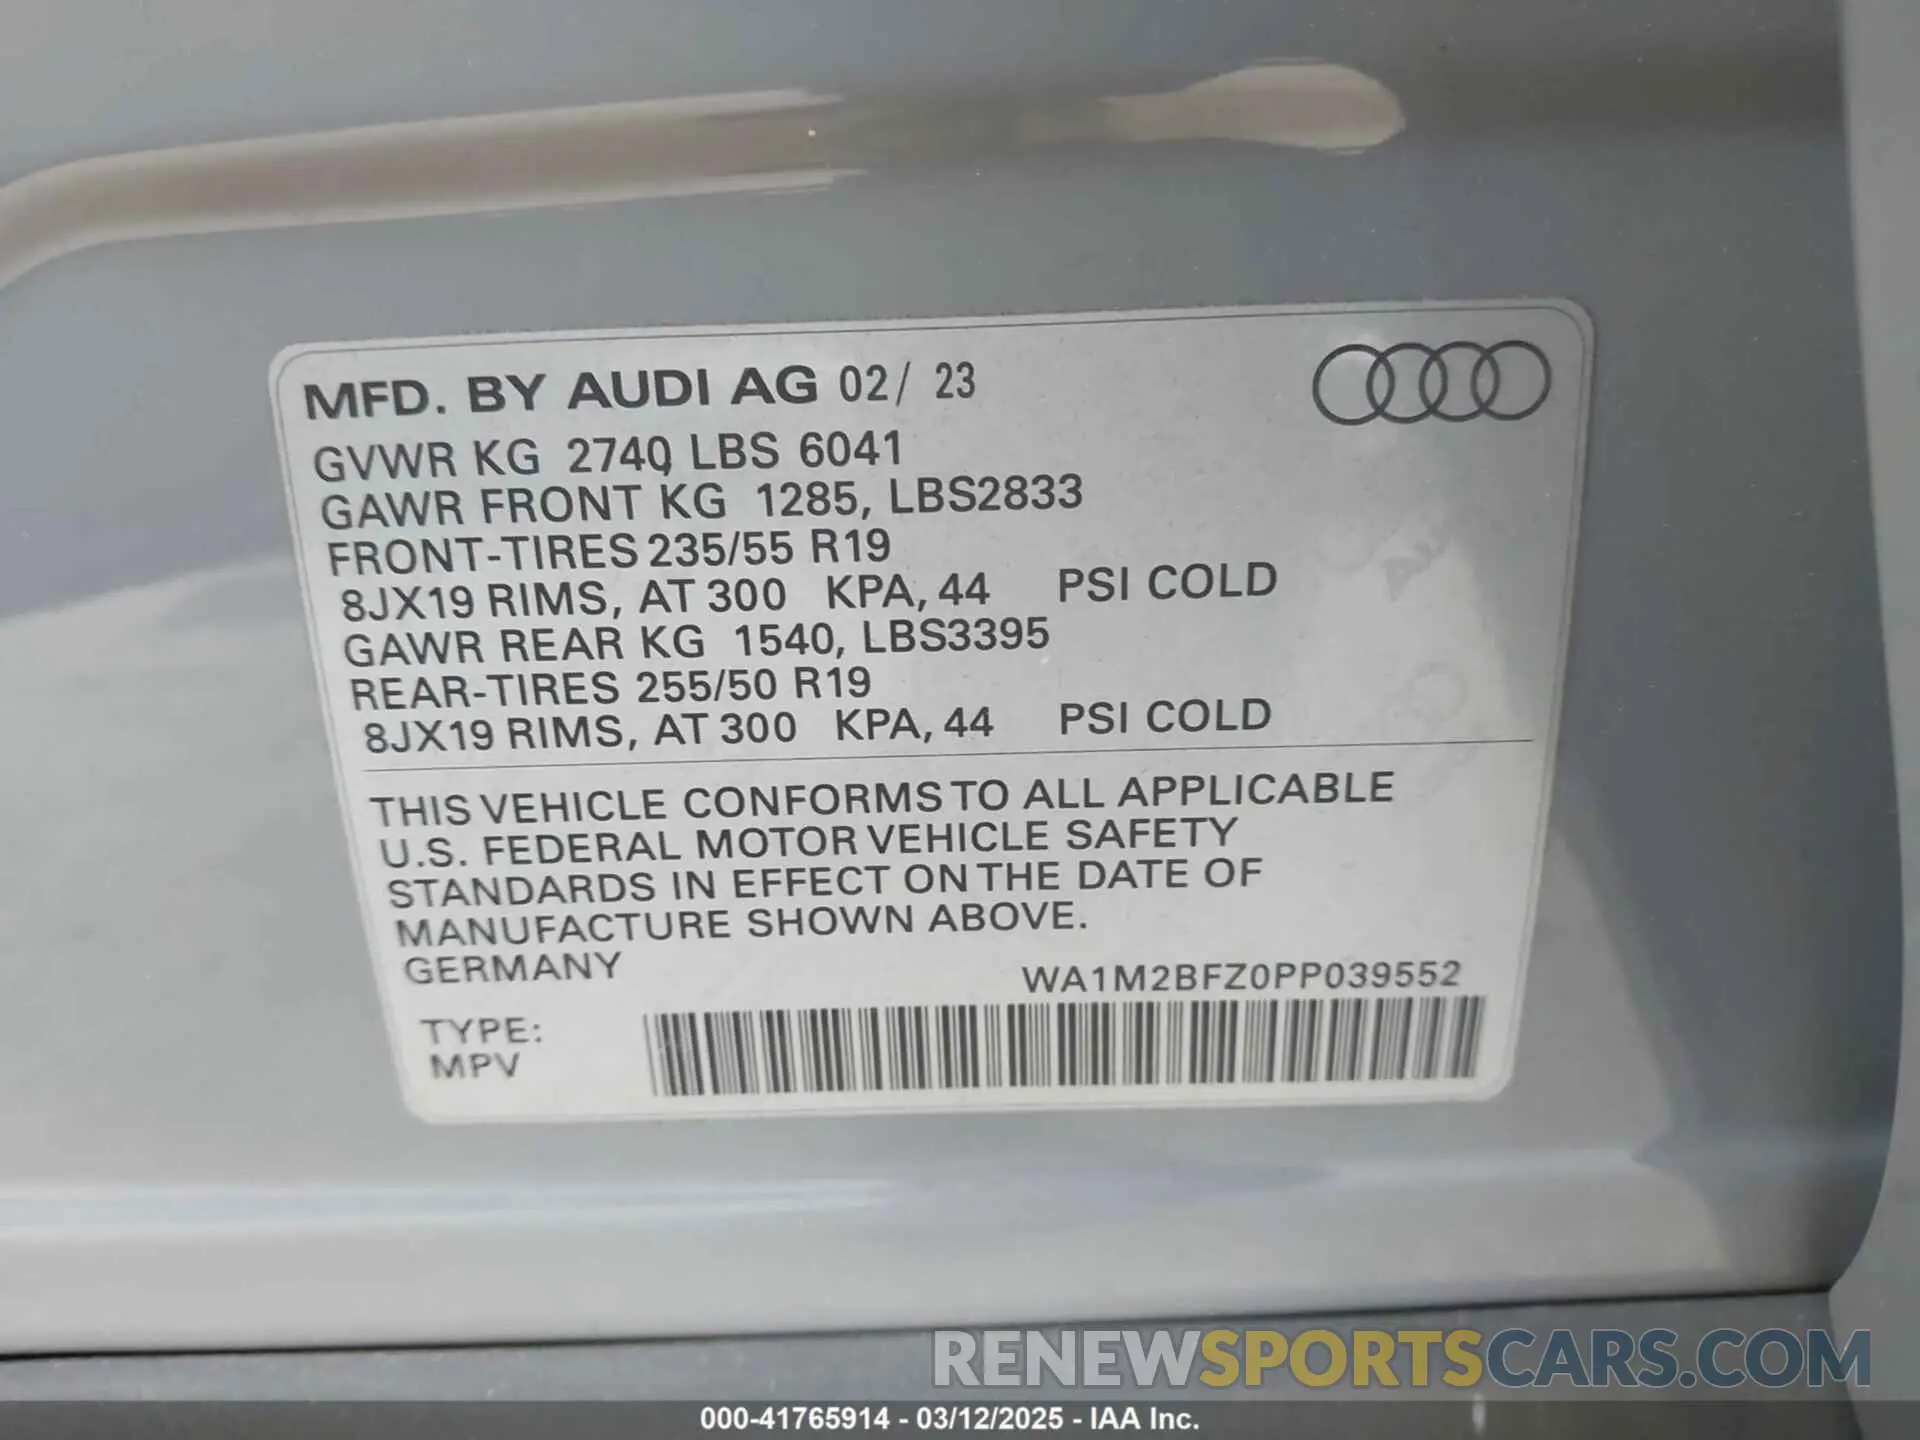 MFD. BY AUDI AG 02/ 23
GVWR KG 2740 LBS 6041
GAWR FRONT KG 1285, LBS2833
FRONT-TIRES 235/55 R19
8JX19 RIMS, AT 300 KPA, 44 PSI COLD
GAWR REAR KG 1540, LBS3395
REAR-TIRES 255/50 R19
8JX19 RIMS, AT 300 KPA, 44 PSI COLD
THIS VEHICLE CONFORMS TO ALL APPLICABLE
U.S. FEDERAL MOTOR VEHICLE SAFETY
STANDARDS IN EFFECT ON THE DATE OF
MANUFACTURE SHOWN ABOVE.
GERMANY
WA1M2BFZ0PP039552
TYPE:
MPV
RENEWSPORTSCARS.COM
000-41765914 - 03/12/2025 - IAA Inc.